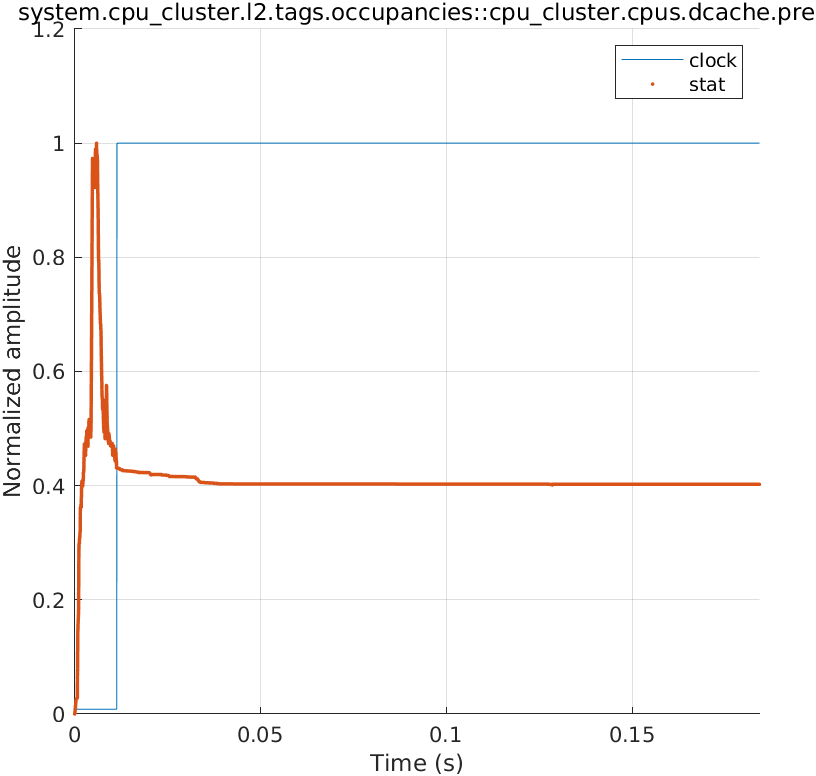 system.cpu_cluster.l2.tags.occupancies::cpu_cluster.cpus.dcache.pre
1.2
clock
stat
1
0.8
0.6
0.4
0.2
0
Normalized amplitude
0 0.05 0.1 0.15
Time (s)